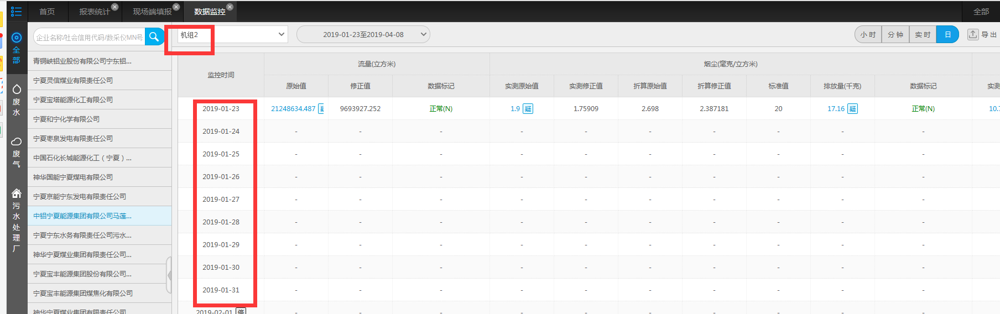 首页
报表统计
现场端填报
数据监控
全部
企业名称/社会信用代码/数采仪MN号
机组2
2019-01-23至2019-04-08
小时
分钟
实时
日
导出
全部
废水
废气
污水处理厂
青铜峡铝业股份有限公司宁东铝...
宁夏灵信煤业有限责任公司
宁夏宝塔能源化工有限公司
宁夏和宁化学有限公司
宁夏枣泉发电有限责任公司
中国石化长城能源化工（宁夏）...
神华国能宁夏煤电有限公司
宁夏京能宁东发电有限责任公司
中铝宁夏能源集团有限公司马莲...
宁夏宁东水务有限责任公司污水...
神华宁夏煤业集团有限责任公司...
宁夏宝丰能源集团股份有限公司...
宁夏宝丰能源集团煤焦化有限公司
神华宁夏煤业集团有限责任公司
监控时间 流量(立方米) 烟尘(毫克/立方米)
原始值 修正值 数据标记 实测原始值 实测修正值 折算原始值 折算修正值 标准值 排放量(千克) 数据标记 实测
2019-01-23 21248634.487 疑 9693927.252 正常(N) 1.9 疑 1.75909 2.698 2.387181 20 17.16 疑 正常(N) 10.7
2019-01-24 - - - - - - - - - -
2019-01-25 - - - - - - - - - -
2019-01-26 - - - - - - - - - -
2019-01-27 - - - - - - - - - -
2019-01-28 - - - - - - - - - -
2019-01-29 - - - - - - - - - -
2019-01-30 - - - - - - - - - -
2019-01-31 - - - - - - - - - -
2019-02-01 停 - - - - - - - - - -